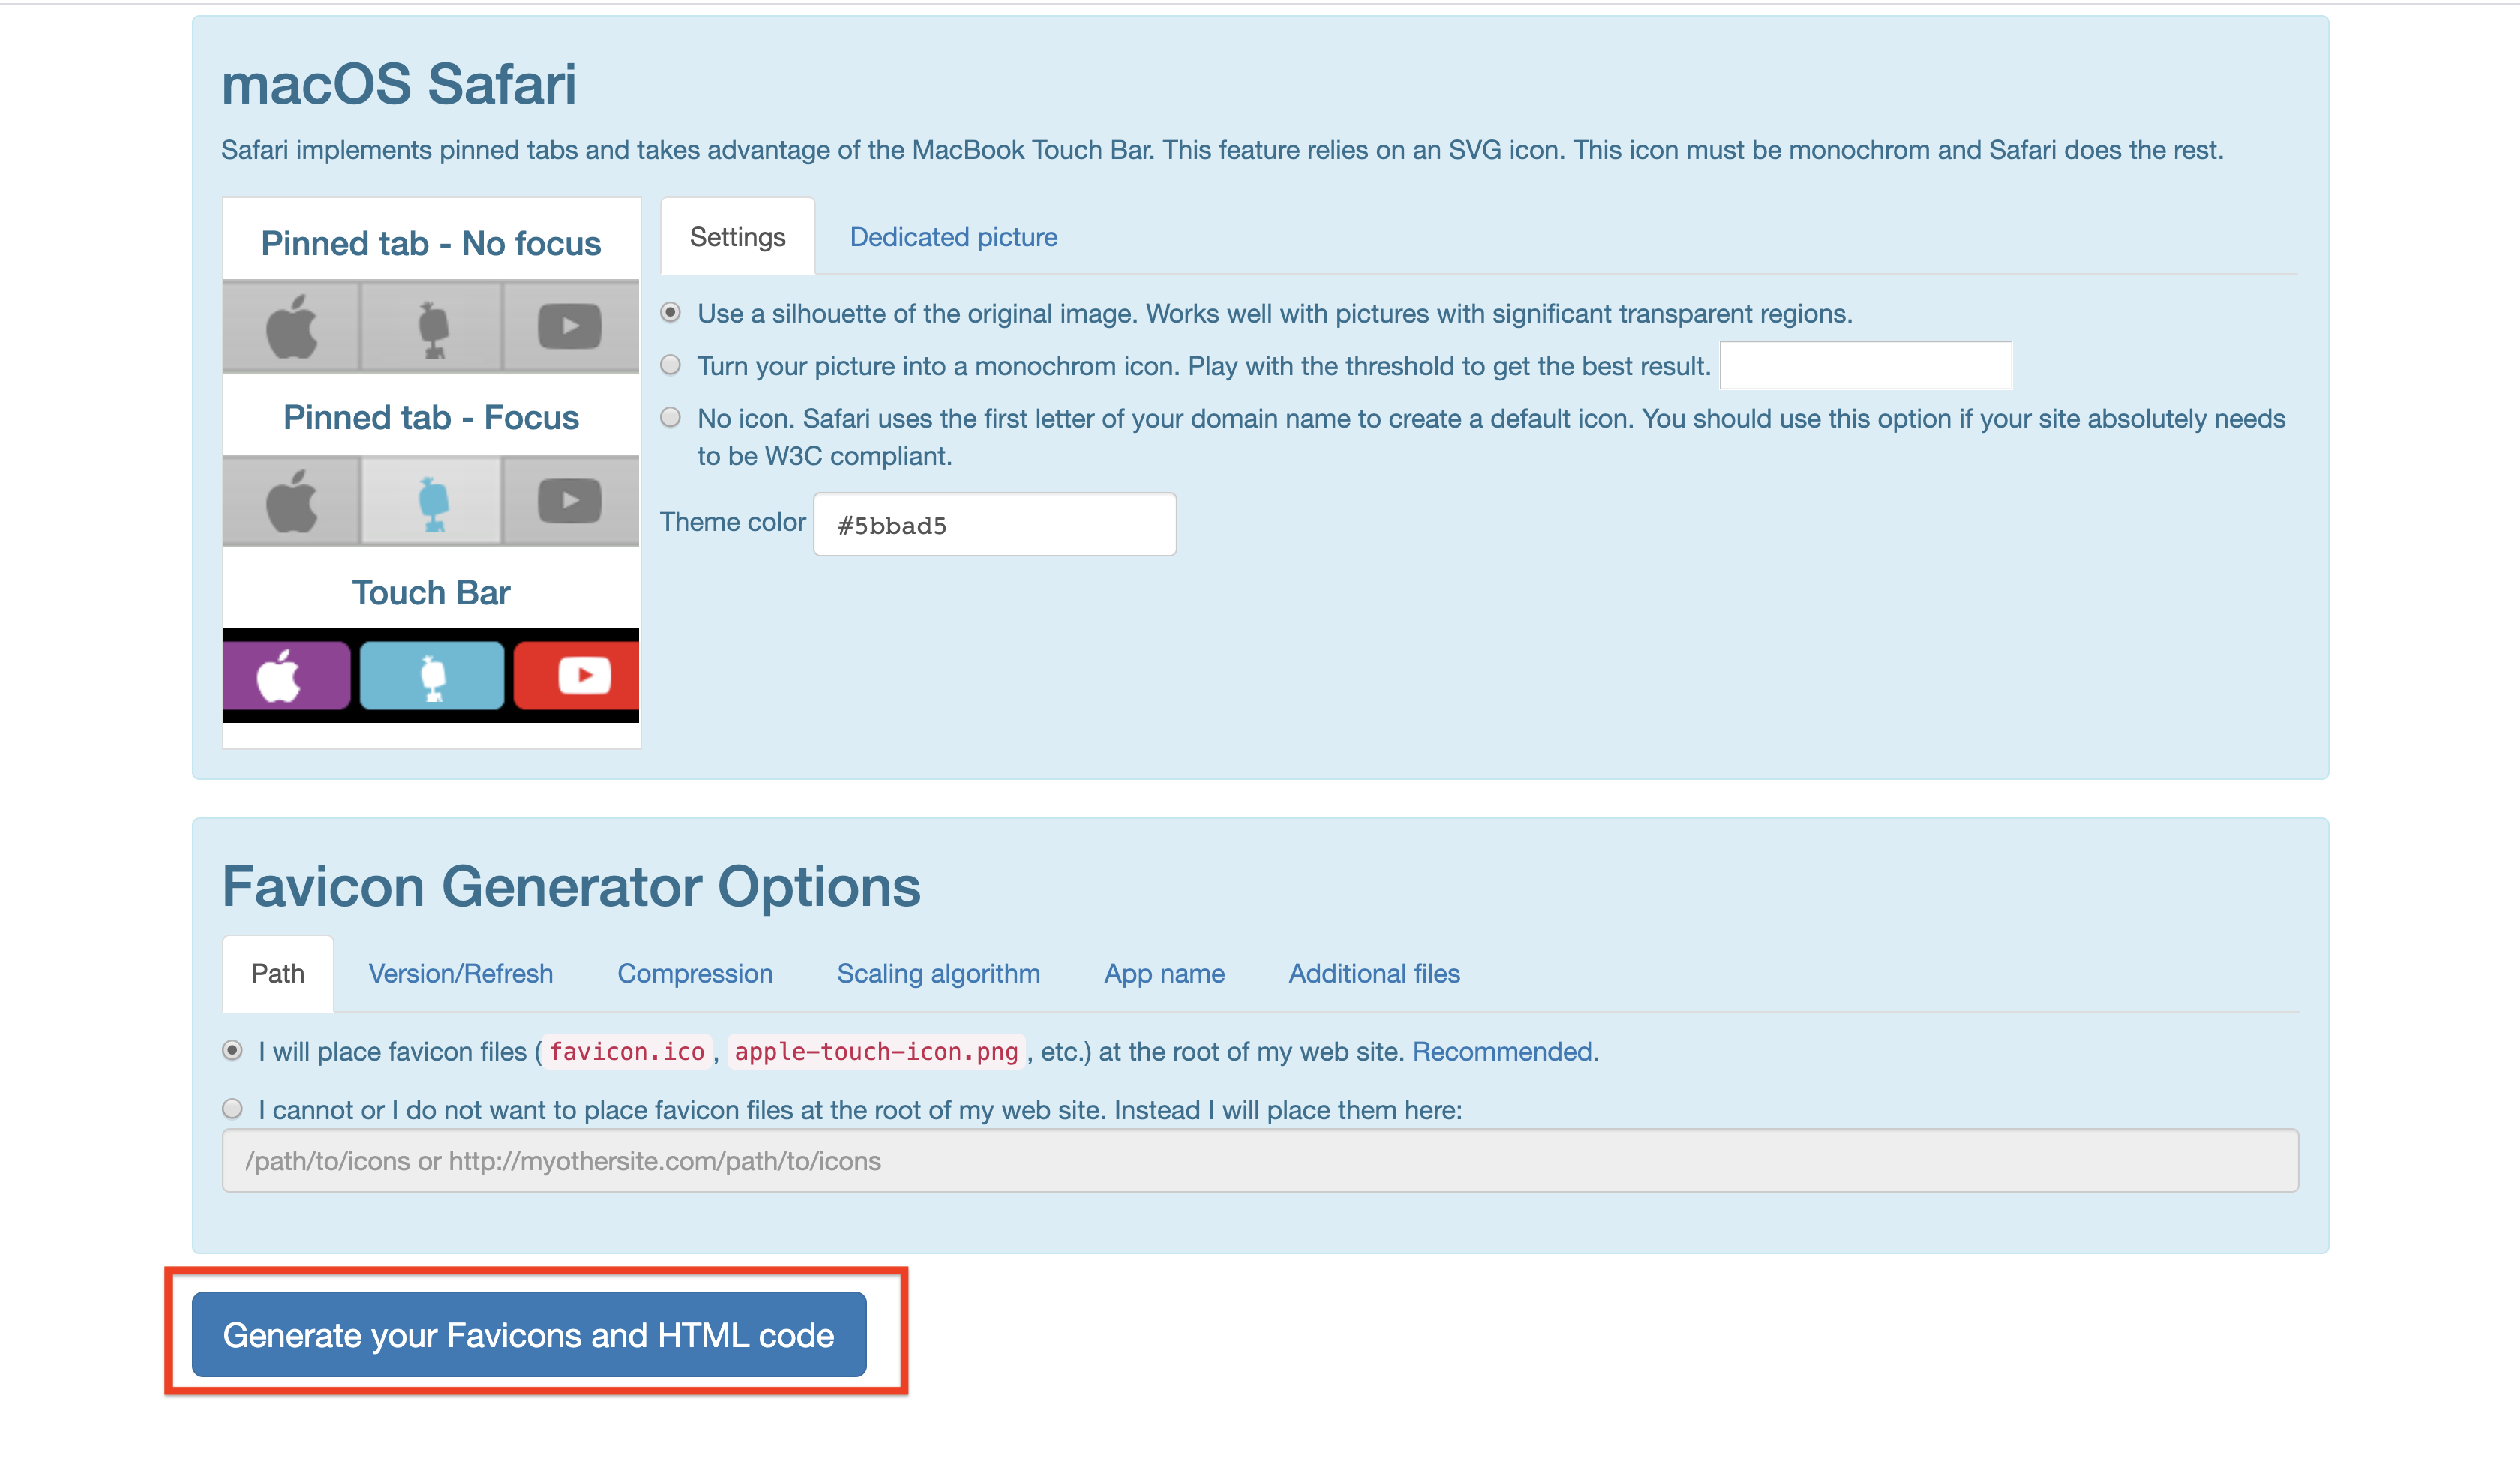 macOS Safari
Safari implements pinned tabs and takes advantage of the MacBook Touch Bar. This feature relies on an SVG icon. This icon must be monochrom and Safari does the rest.
Pinned tab - No focus
Pinned tab - Focus
Touch Bar
Settings
Dedicated picture
Use a silhouette of the original image. Works well with pictures with significant transparent regions.
Turn your picture into a monochrom icon. Play with the threshold to get the best result.
No icon. Safari uses the first letter of your domain name to create a default icon. You should use this option if your site absolutely needs
to be W3C compliant.
Theme color #5bbad5
Favicon Generator Options
Path Version/Refresh Compression Scaling algorithm App name Additional files
I will place favicon files (favicon.ico, apple-touch-icon.png, etc.) at the root of my web site. Recommended.
I cannot or I do not want to place favicon files at the root of my web site. Instead I will place them here:
/path/to/icons or http://myothersite.com/path/to/icons
Generate your Favicons and HTML code